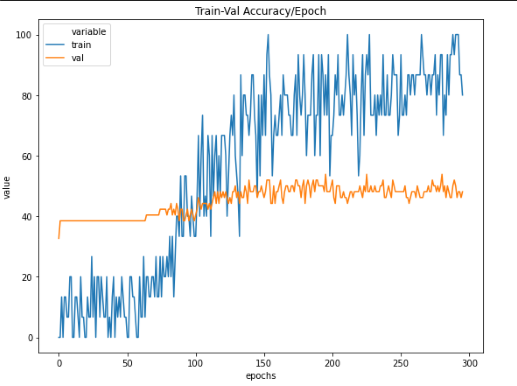 Train-Val Accuracy/Epoch
variable
train
val
100
80
60
40
20
0
value
0 50 100 150 200 250 300
epochs